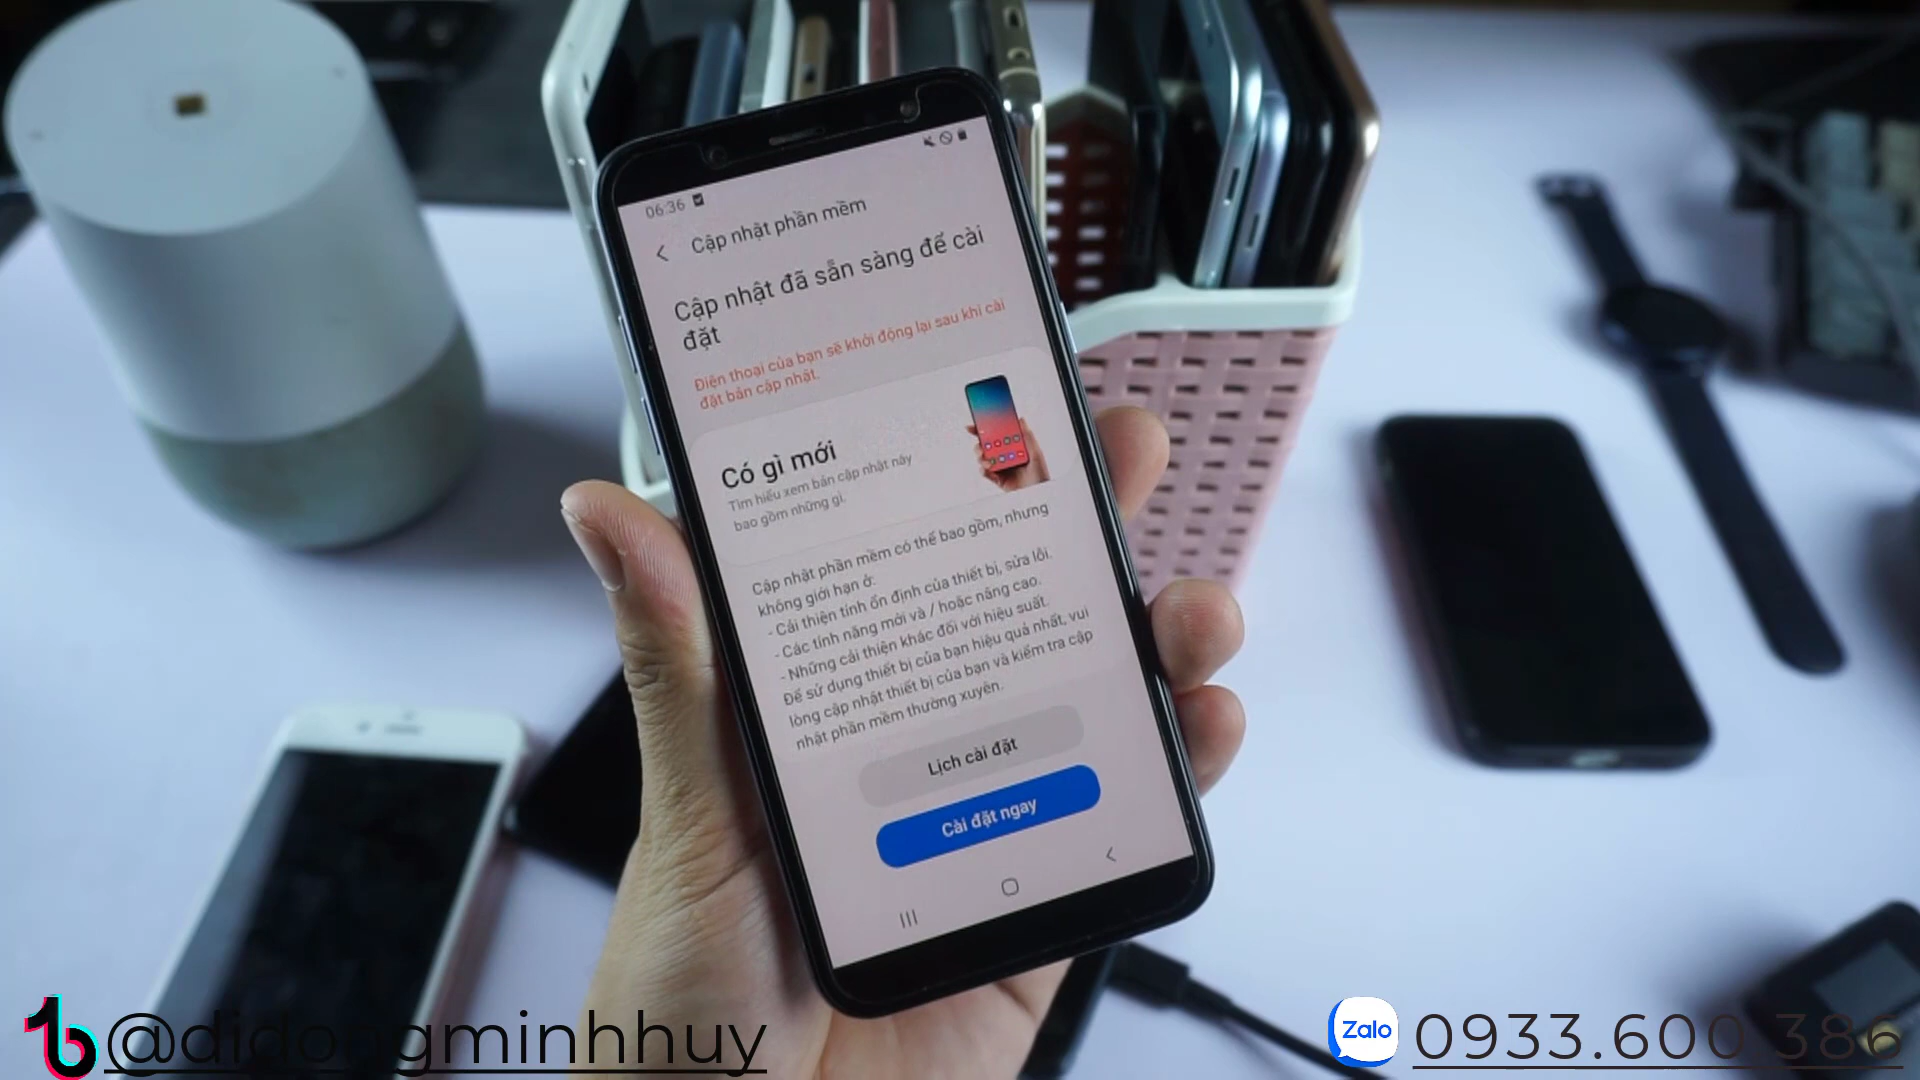 06:36
Cập nhật phần mềm
Cập nhật đã sẵn sàng để cài
đặt
Điện thoại của bạn sẽ khởi động lại sau khi cài
đặt bản cập nhật.
Có gì mới
Tìm hiểu xem bản cập nhật này
bao gồm những gì.
Cập nhật phần mềm có thể bao gồm, nhưng
không giới hạn ở:
- Cải thiện tính ổn định của thiết bị, sửa lỗi.
- Các tính năng mới và / hoặc nâng cao.
- Những cải thiện khác đối với hiệu suất.
Để sử dụng thiết bị của bạn hiệu quả nhất, vui
lòng cập nhật thiết bị của bạn và kiểm tra cập
nhật phần mềm thường xuyên.
Lịch cài đặt
Cài đặt ngay
@didongminhhuy
Zalo
0933.600.386